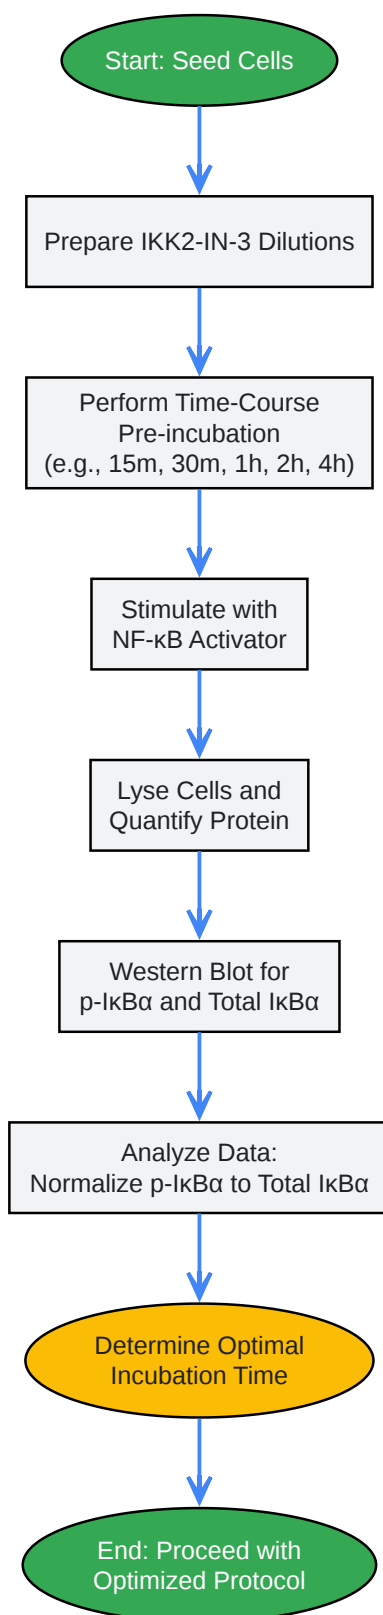 Start: Seed Cells
Prepare IKK2-IN-3 Dilutions
Perform Time-Course
Pre-incubation
(e.g., 15m, 30m, 1h, 2h, 4h)
Stimulate with
NF-κB Activator
Lyse Cells and
Quantify Protein
Western Blot for
p-IκBα and Total IκBα
Analyze Data:
Normalize p-IκBα to Total IκBα
Determine Optimal
Incubation Time
End: Proceed with
Optimized Protocol